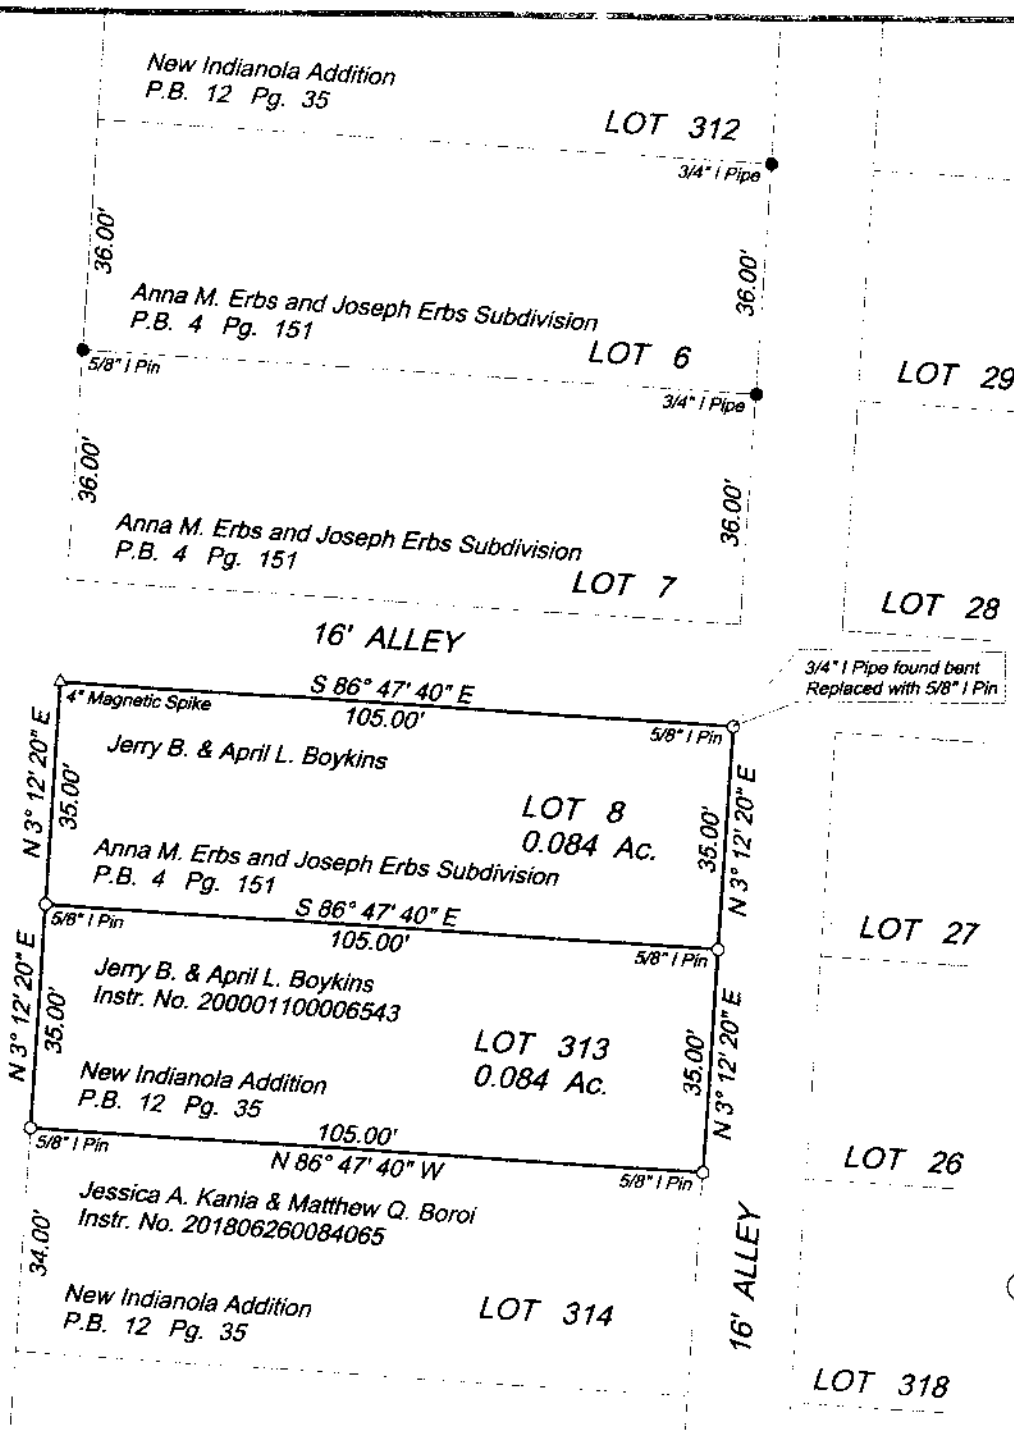 New Indianola Addition
P.B. 12 Pg. 35
LOT 312
3/4" I Pipe
36.00'
36.00'
Anna M. Erbs and Joseph Erbs Subdivision
P.B. 4 Pg. 151
LOT 6
5/8" I Pin
3/4" I Pipe
LOT 29
36.00'
36.00'
Anna M. Erbs and Joseph Erbs Subdivision
P.B. 4 Pg. 151
LOT 7
LOT 28
16' ALLEY
3/4" I Pipe found bent
Replaced with 5/8" I Pin
S 86° 47' 40" E
105.00'
4" Magnetic Spike
5/8" I Pin
Jerry B. & April L. Boykins
N 3° 12' 20" E
35.00'
LOT 8
0.084 Ac.
35.00'
N 3° 12' 20" E
Anna M. Erbs and Joseph Erbs Subdivision
P.B. 4 Pg. 151
S 86° 47' 40" E
105.00'
5/8" I Pin
5/8" I Pin
LOT 27
Jerry B. & April L. Boykins
Instr. No. 200001100006543
N 3° 12' 20" E
35.00'
LOT 313
0.084 Ac.
35.00'
N 3° 12' 20" E
New Indianola Addition
P.B. 12 Pg. 35
105.00'
N 86° 47' 40" W
5/8" I Pin
5/8" I Pin
LOT 26
Jessica A. Kania & Matthew Q. Boroi
Instr. No. 201806260084065
34.00'
16' ALLEY
New Indianola Addition
P.B. 12 Pg. 35
LOT 314
LOT 318